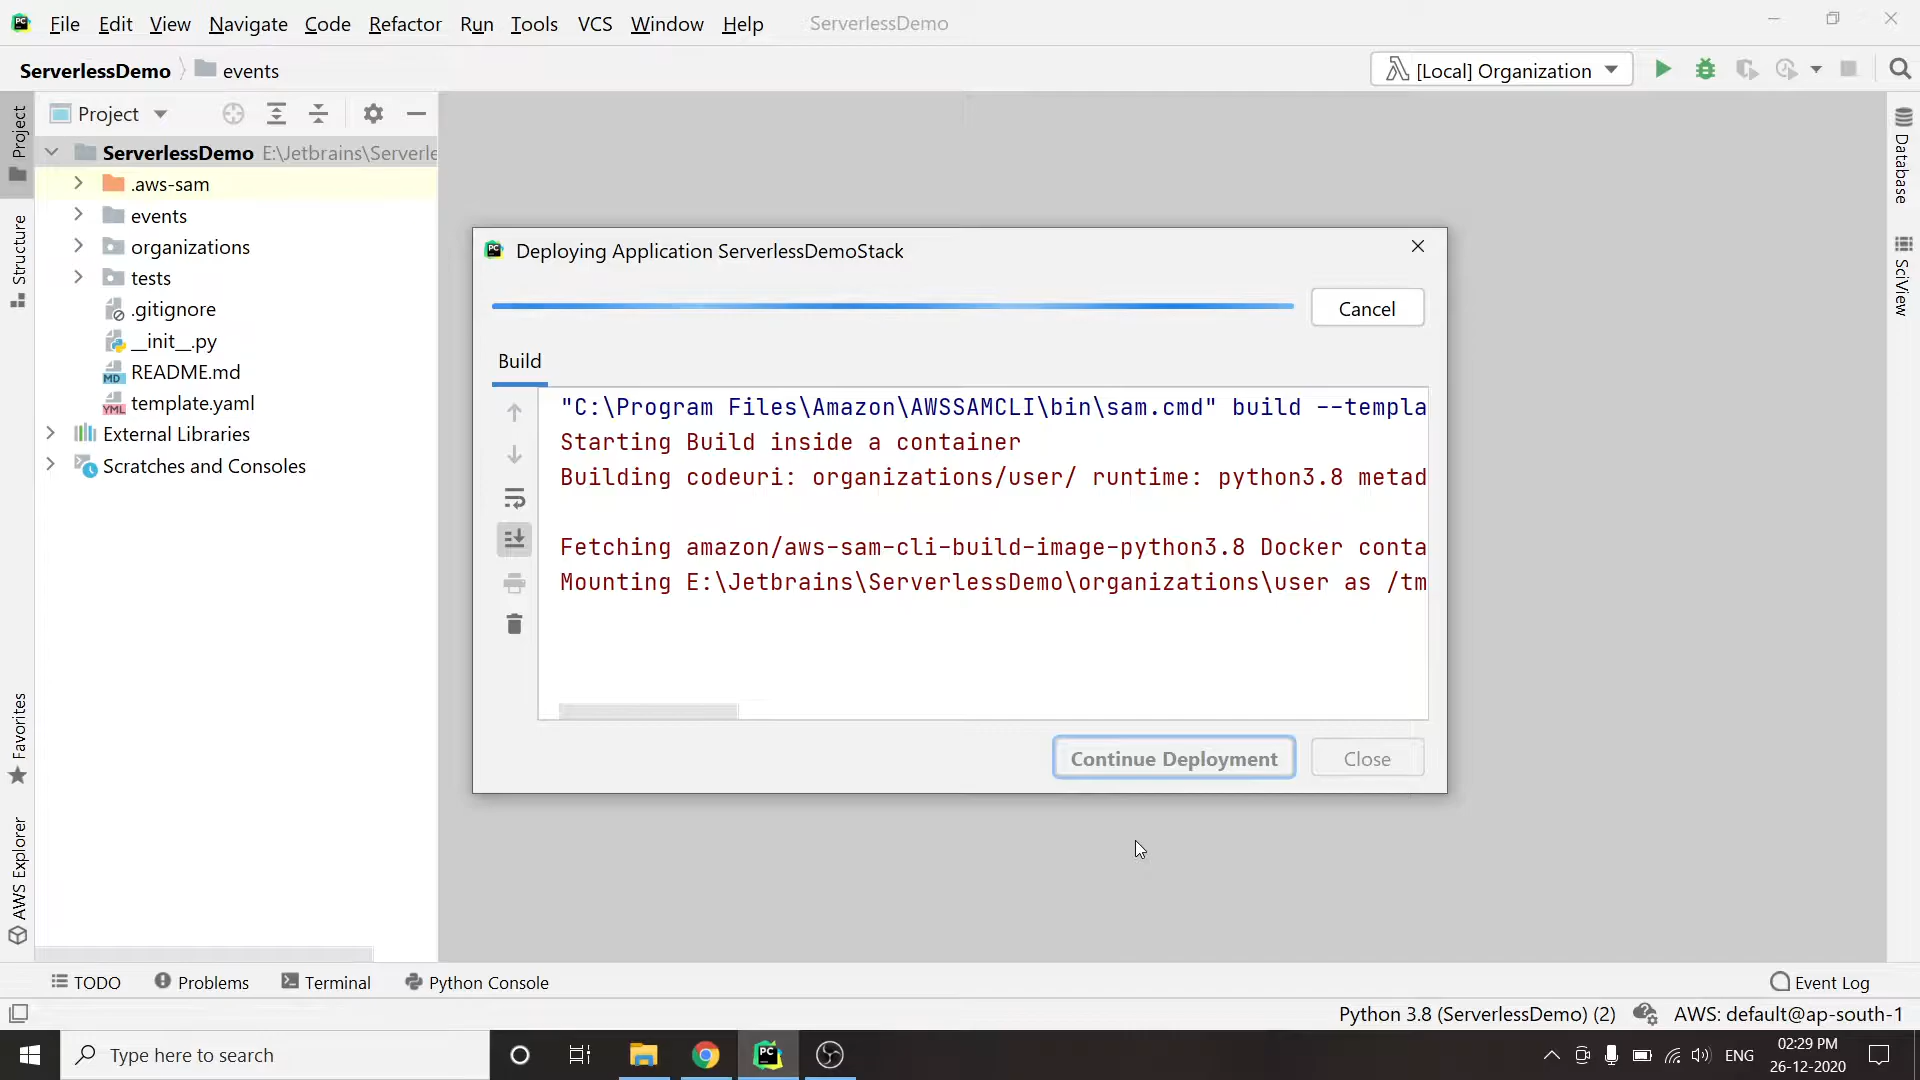 File Edit View Navigate Code Refactor Run Tools VCS Window Help ServerlessDemo
ServerlessDemo events
[Local] Organization
Project
ServerlessDemo E:\Jetbrains\Serverle
.aws-sam
events
organizations
tests
.gitignore
__init__.py
README.md
template.yaml
External Libraries
Scratches and Consoles
Project
Structure
Favorites
AWS Explorer
Database
SciView
Deploying Application ServerlessDemoStack
Cancel
Build
"C:\Program Files\Amazon\AWSSAMCLI\bin\sam.cmd" build --templa
Starting Build inside a container
Building codeuri: organizations/user/ runtime: python3.8 metad
Fetching amazon/aws-sam-cli-build-image-python3.8 Docker conta
Mounting E:\Jetbrains\ServerlessDemo\organizations\user as /tm
Continue Deployment
Close
TODO Problems Terminal Python Console
Event Log
Python 3.8 (ServerlessDemo) (2) AWS: default@ap-south-1
Type here to search
ENG
02:29 PM
26-12-2020